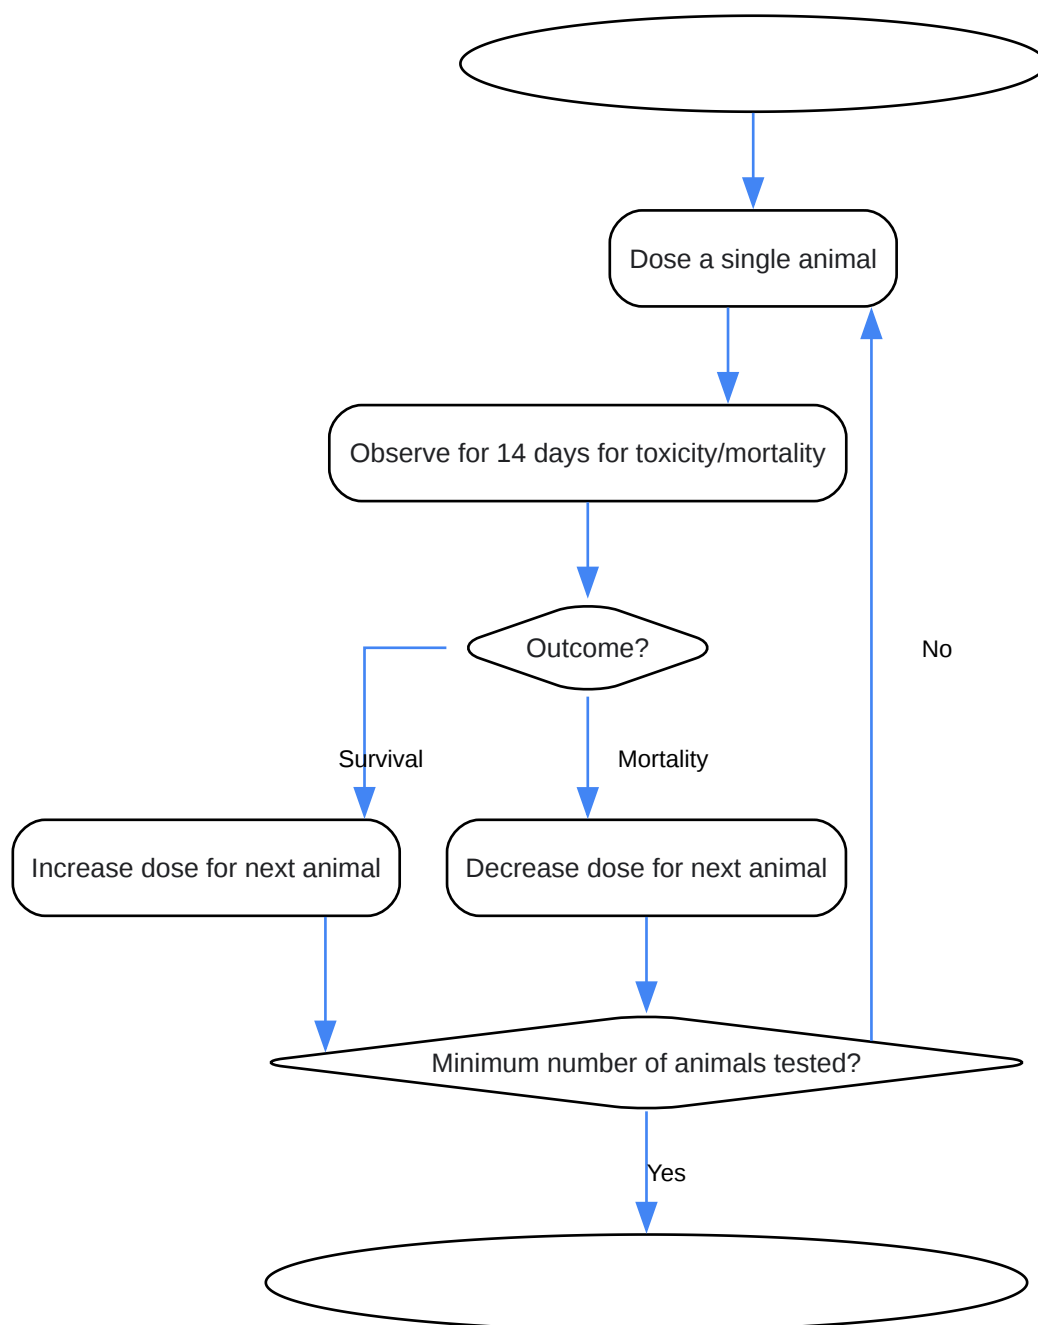 Dose a single animal
Observe for 14 days for toxicity/mortality
Outcome?
No
Survival
Mortality
Increase dose for next animal
Decrease dose for next animal
Minimum number of animals tested?
Yes